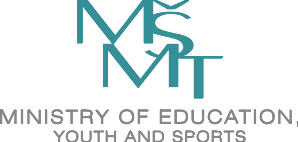 MŠ
MT
MINISTRY OF EDUCATION,
YOUTH AND SPORTS